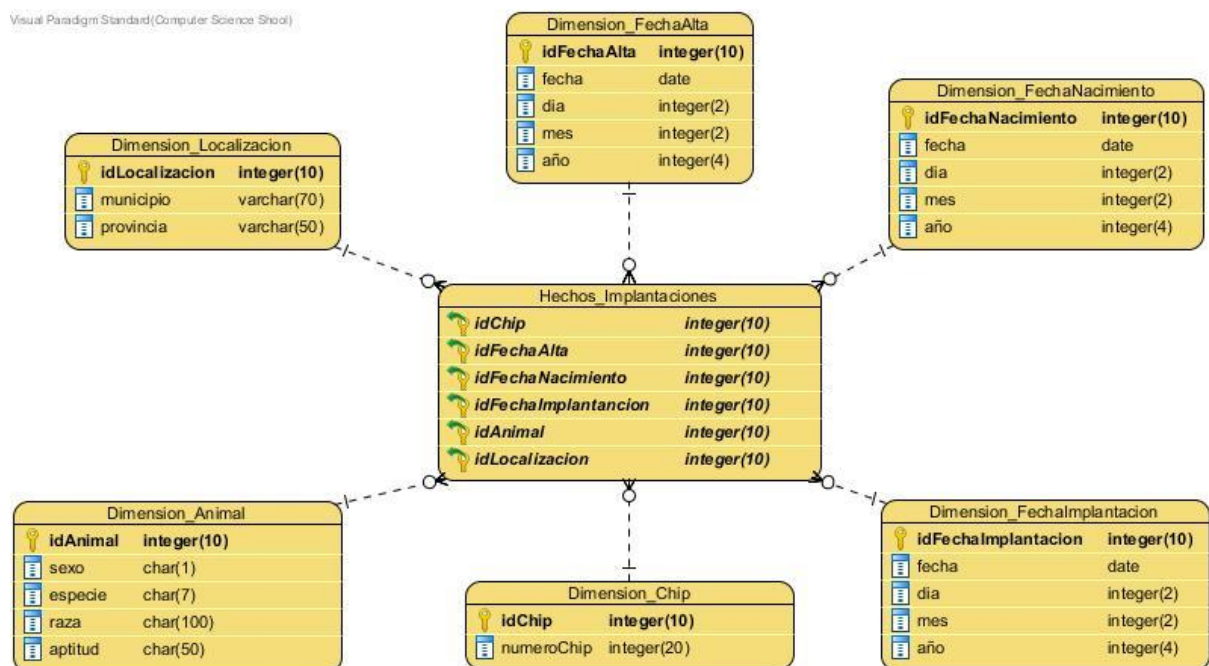 Visual Paradigm Standard(Computer Science Shool)
Dimension_FechaAlta
idFechaAlta integer(10)
fecha date
dia integer(2)
mes integer(2)
año integer(4)
Dimension_FechaNacimiento
idFechaNacimiento integer(10)
fecha date
dia integer(2)
mes integer(2)
año integer(4)
Dimension_Localizacion
idLocalizacion integer(10)
municipio varchar(70)
provincia varchar(50)
Hechos_Implantaciones
idChip integer(10)
idFechaAlta integer(10)
idFechaNacimiento integer(10)
idFechaImplantancion integer(10)
idAnimal integer(10)
idLocalizacion integer(10)
Dimension_Animal
idAnimal integer(10)
sexo char(1)
especie char(7)
raza char(100)
aptitud char(50)
Dimension_Chip
idChip integer(10)
numeroChip integer(20)
Dimension_FechaImplantacion
idFechaImplantacion integer(10)
fecha date
dia integer(2)
mes integer(2)
año integer(4)